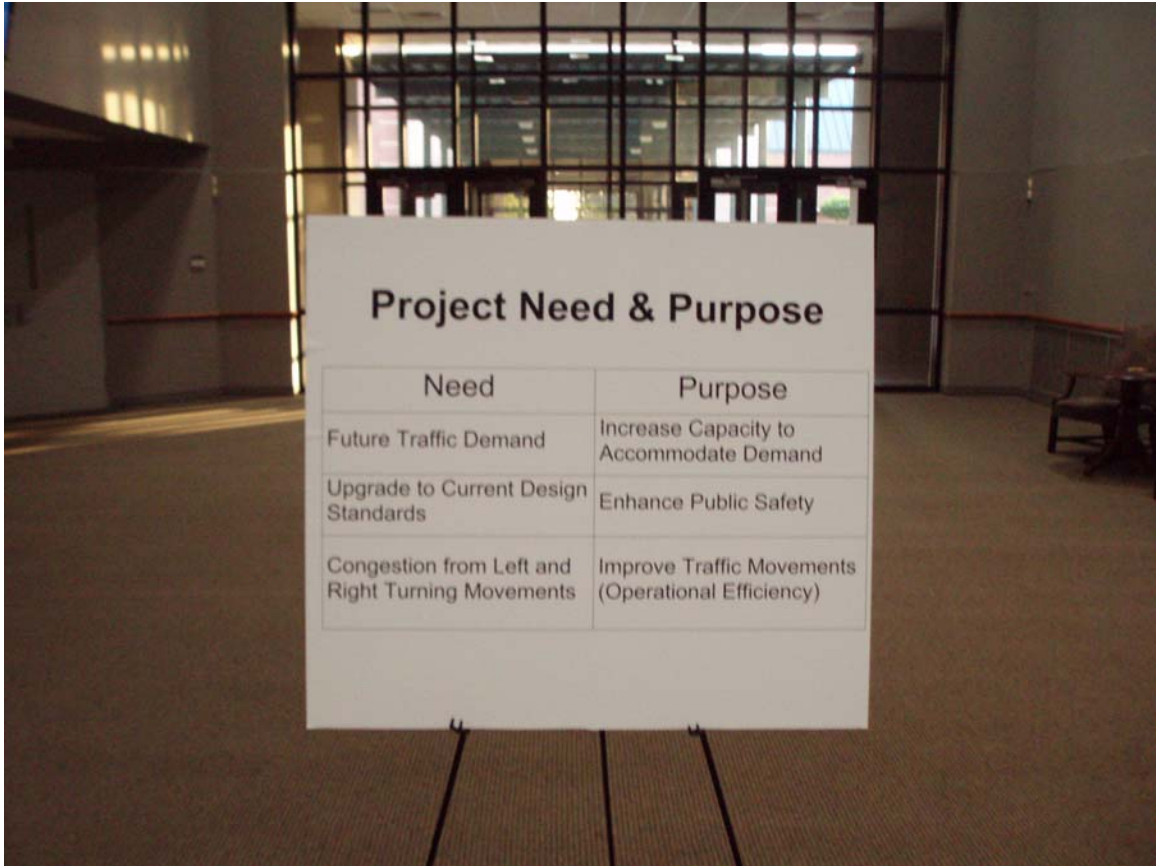 Project Need & Purpose
Need
Purpose
Future Traffic Demand
Increase Capacity to
Accommodate Demand
Upgrade to Current Design
Standards
Enhance Public Safety
Congestion from Left and
Right Turning Movements
Improve Traffic Movements
(Operational Efficiency)